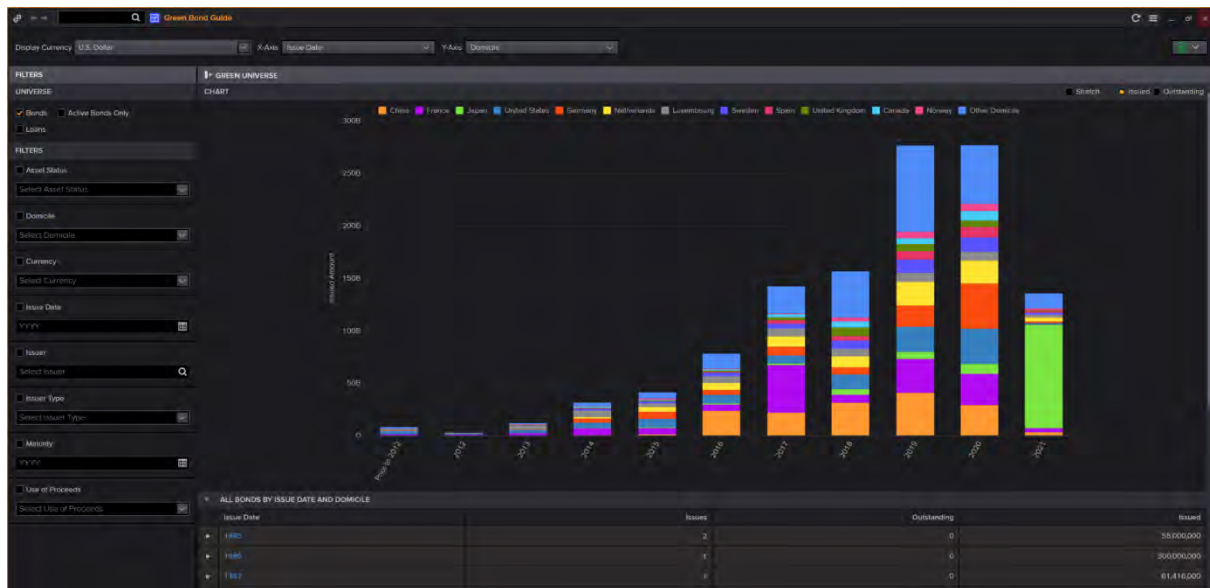 Green Bond Guide
Display Currency U.S. Dollar X-Axis Issue Date Y-Axis Domicile
FILTERS
GREEN UNIVERSE
UNIVERSE
CHART
Stretch Issued Outstanding
Bonds Active Bonds Only
Loans
China France Japan United States Germany Netherlands Luxembourg Sweden Spain United Kingdom Canada Norway Other Domicile
FILTERS
Asset Status
Select Asset Status
Domicile
Select Domicile
Currency
Select Currency
Issue Date
YYYY
Issuer
Select Issuer
Issuer Type
Select Issuer Type
Maturity
YYYY
Use of Proceeds
Select Use of Proceeds
Issued Amount
300B
250B
200B
150B
100B
50B
0
Prior to 2012
2012
2013
2014
2015
2016
2017
2018
2019
2020
2021
ALL BONDS BY ISSUE DATE AND DOMICILE
Issue Date Issues Outstanding Issued
2 0
1 0 300,000,000
1 0 61,416,000